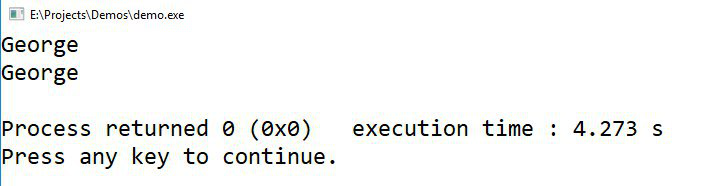 E:\Projects\Demos\demo.exe
George
George
Process returned 0 (0x0)   execution time : 4.273 s
Press any key to continue.